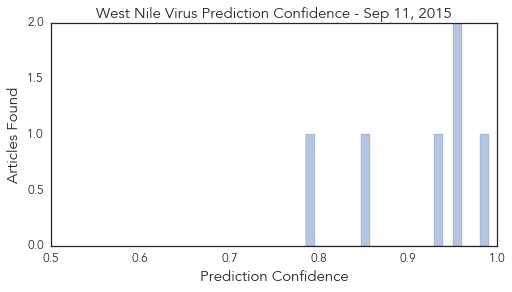 West Nile Virus Prediction Confidence - Sep 11, 2015
2.0
1.5
1.0
0.5
0.0
Articles Found
0.5 0.6 0.7 0.8 0.9 1.0
Prediction Confidence